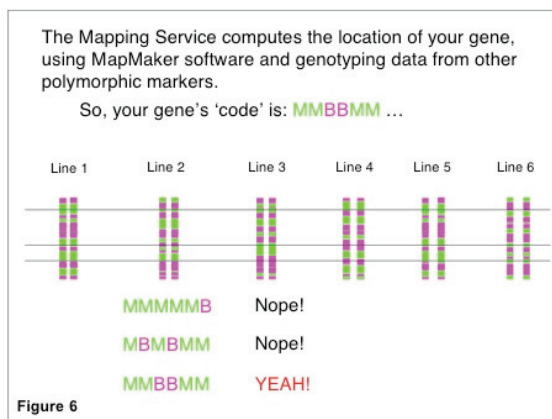 The Mapping Service computes the location of your gene,
using MapMaker software and genotyping data from other
polymorphic markers.
So, your gene's 'code' is: MMBBMM ...
Line 1 Line 2 Line 3 Line 4 Line 5 Line 6
MMMMMB Nope!
MBMBMM Nope!
MMBBMM YEAH!
Figure 6